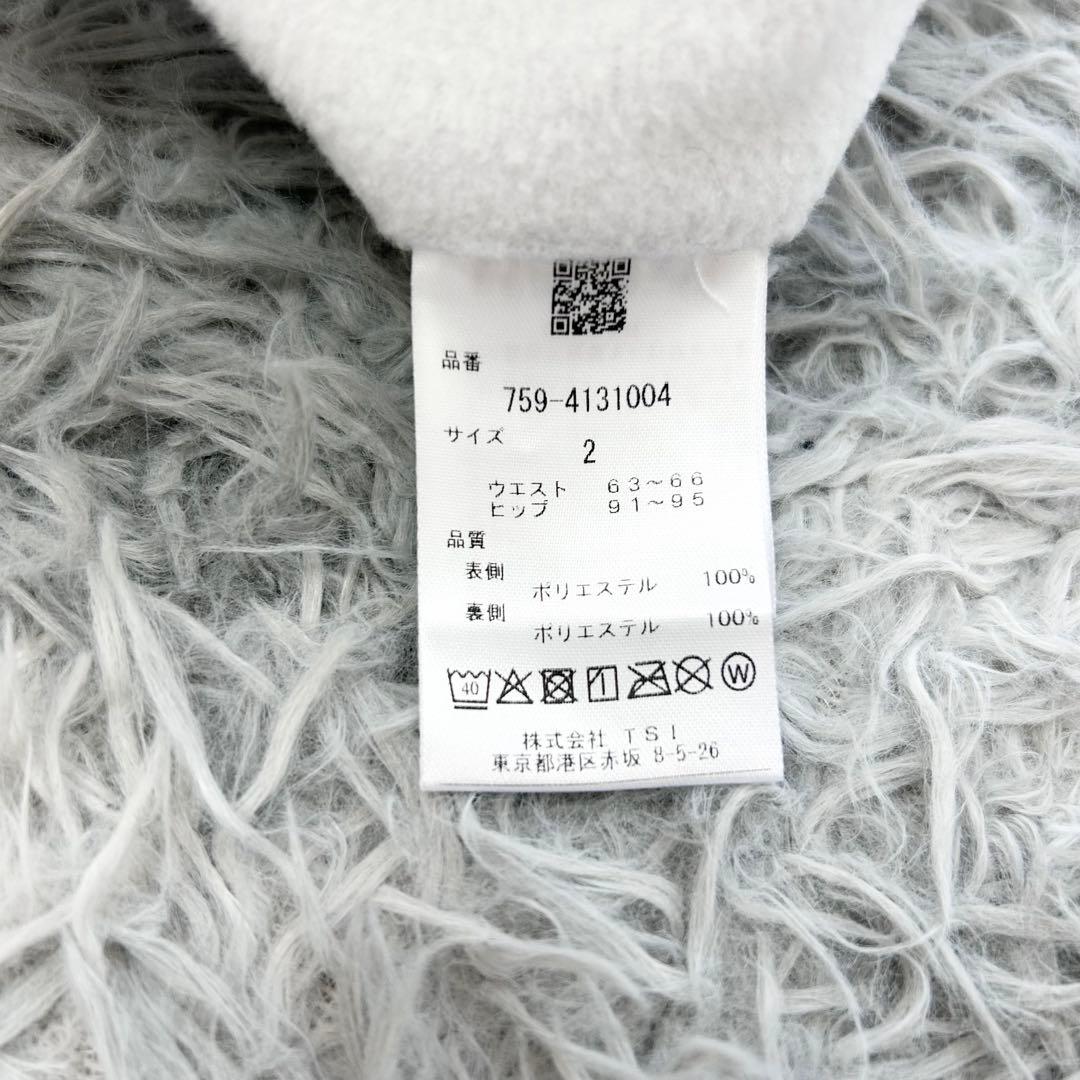 品番
759-4131004
サイズ
2
ウエスト 63～66
ヒップ 91～95
品質
表側
ポリエステル 100%
裏側
ポリエステル 100%
40
W
株式会社 TSI
東京都港区赤坂 8-5-26